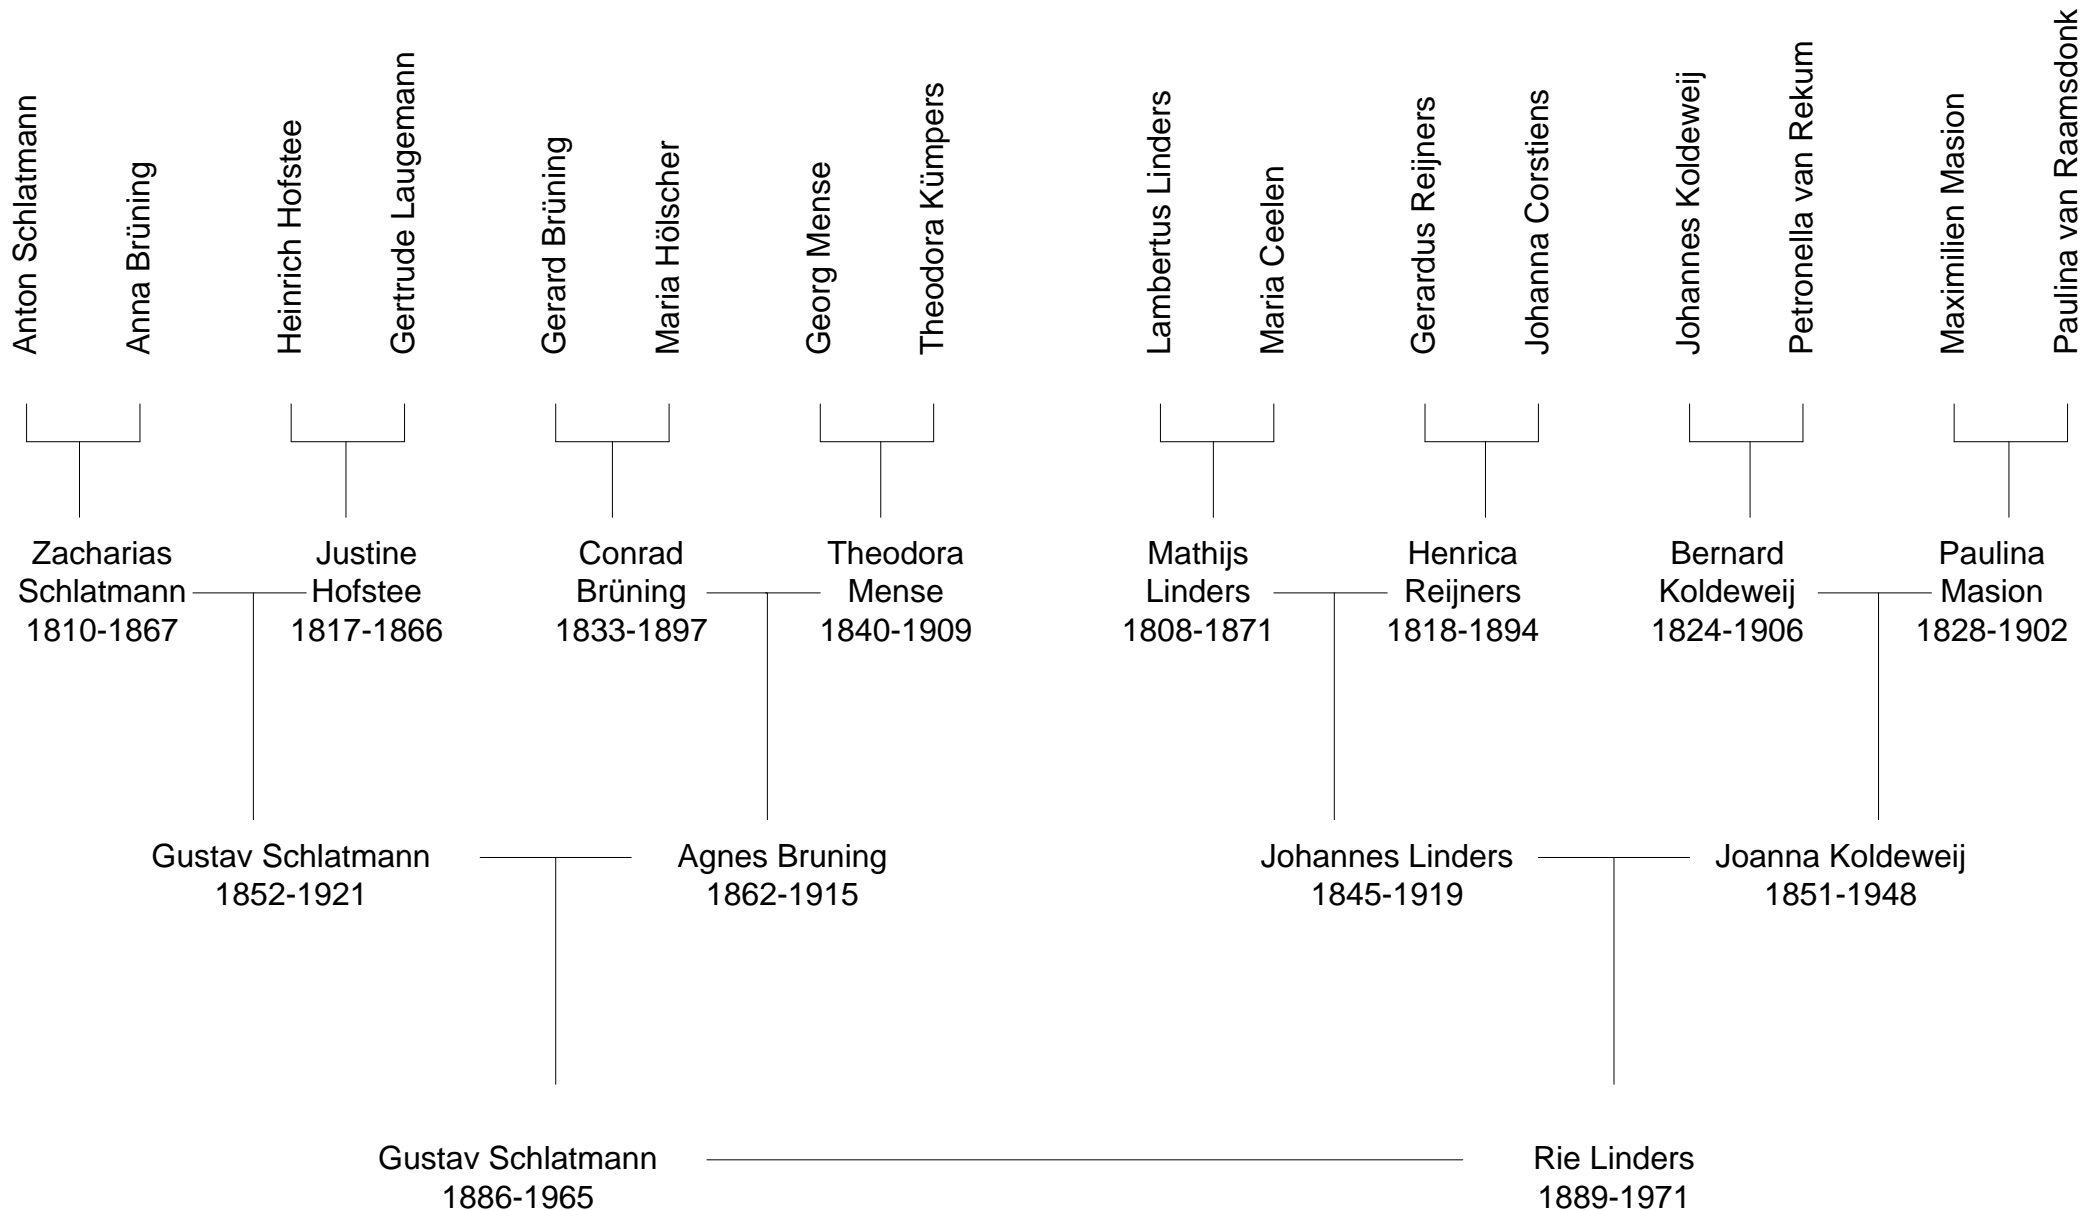 Anton Schlatmann
Anna Brüning
Heinrich Hofstee
Gertrude Laugemann
Gerard Brüning
Maria Hölscher
Georg Mense
Theodora Kümpers
Lambertus Linders
Maria Ceelen
Gerardus Reijners
Johanna Corstiens
Johannes Koldeweij
Petronella van Rekum
Maximilien Masion
Paulina van Raamsdonk
Zacharias
Schlatmann
1810-1867
Justine
Hofstee
1817-1866
Conrad
Brüning
1833-1897
Theodora
Mense
1840-1909
Mathijs
Linders
1808-1871
Henrica
Reijners
1818-1894
Bernard
Koldeweij
1824-1906
Paulina
Masion
1828-1902
Gustav Schlatmann
1852-1921
Agnes Bruning
1862-1915
Johannes Linders
1845-1919
Joanna Koldeweij
1851-1948
Gustav Schlatmann
1886-1965
Rie Linders
1889-1971